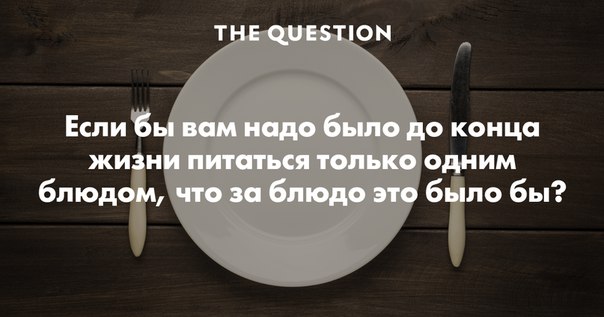 THE QUESTION
Если бы вам надо было до конца
жизни питаться только одним
блюдом, что за блюдо это было бы?